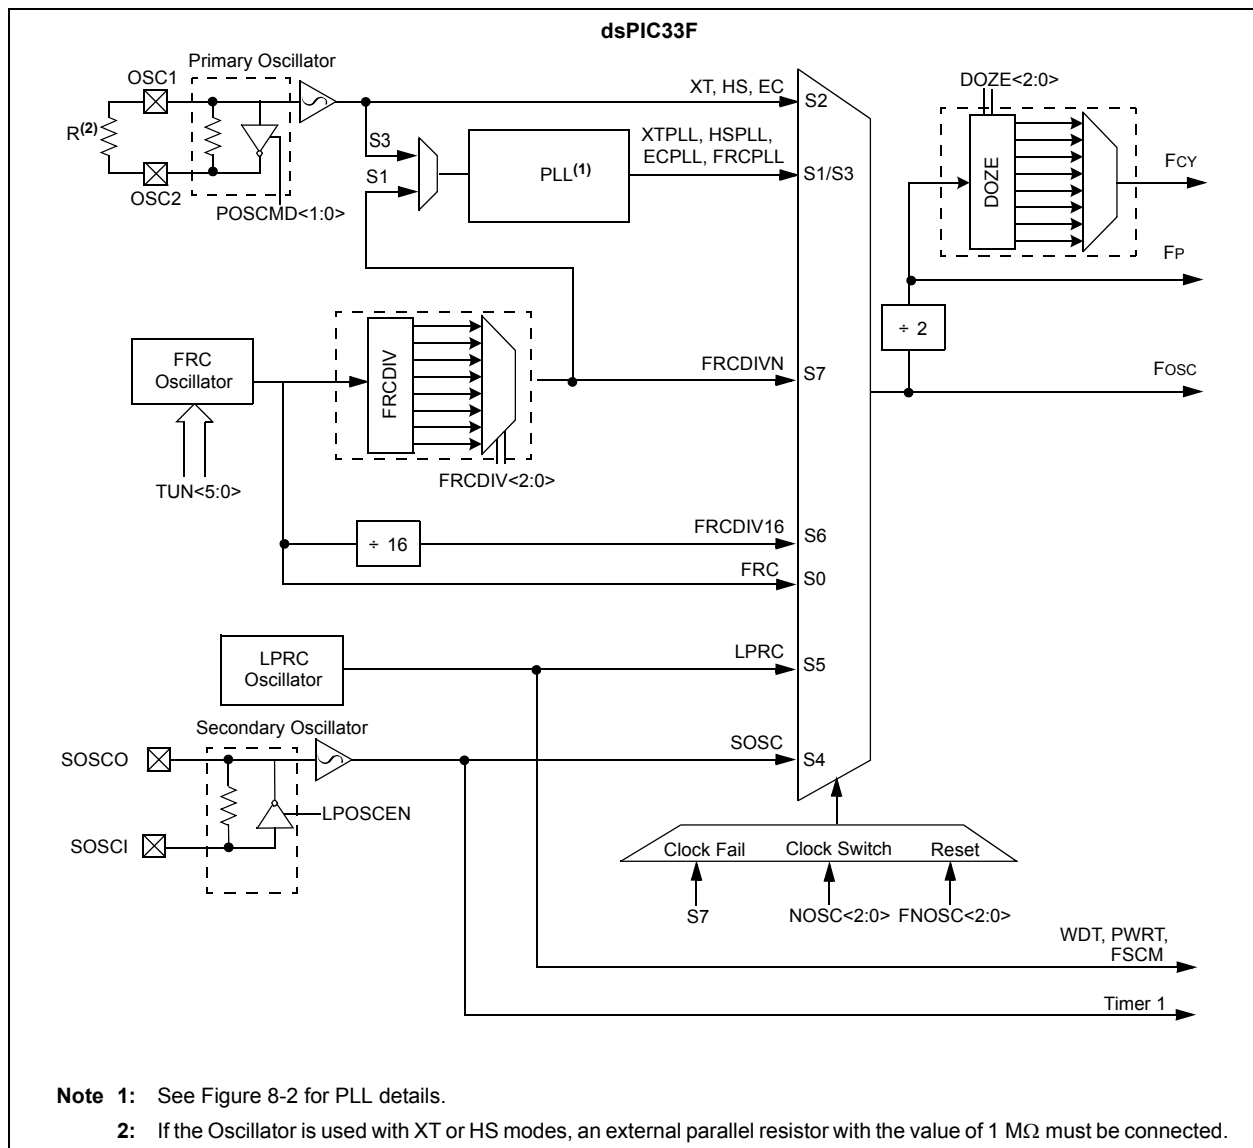 dsPIC33F
Primary Oscillator
OSC1
R(2)
OSC2
POSCMD<1:0>
S3
S1
PLL(1)
XT, HS, EC
XTPLL, HSPLL,
ECPLL, FRCPLL
S2
S1/S3
DOZE<2:0>
DOZE
FCY
FP
÷ 2
FOSC
FRC
Oscillator
TUN<5:0>
FRCDIV
FRCDIV<2:0>
FRCDIVN
S7
÷ 16
FRCDIV16
S6
FRC
S0
LPRC
Oscillator
LPRC
S5
Secondary Oscillator
SOSCO
SOSCI
LPOSCEN
SOSC
S4
Clock Fail
Clock Switch
Reset
S7
NOSC<2:0>
FNOSC<2:0>
WDT, PWRT,
FSCM
Timer 1
Note 1: See Figure 8-2 for PLL details.
2: If the Oscillator is used with XT or HS modes, an external parallel resistor with the value of 1 MΩ must be connected.